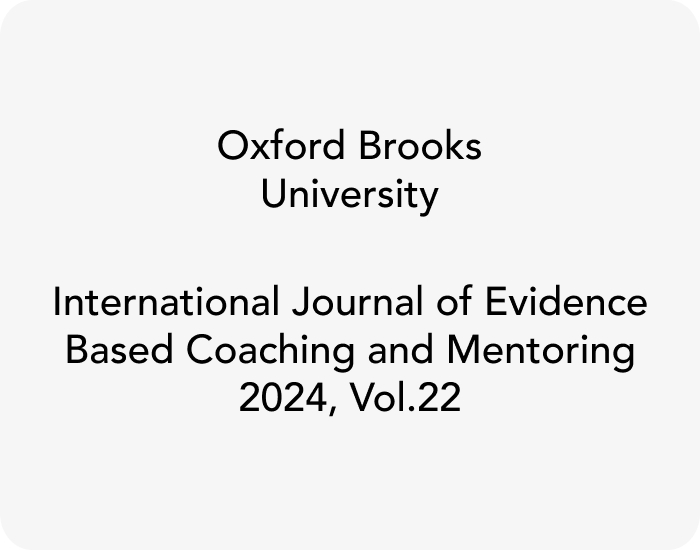 Oxford Brooks
University
International Journal of Evidence
Based Coaching and Mentoring
2024, Vol.22